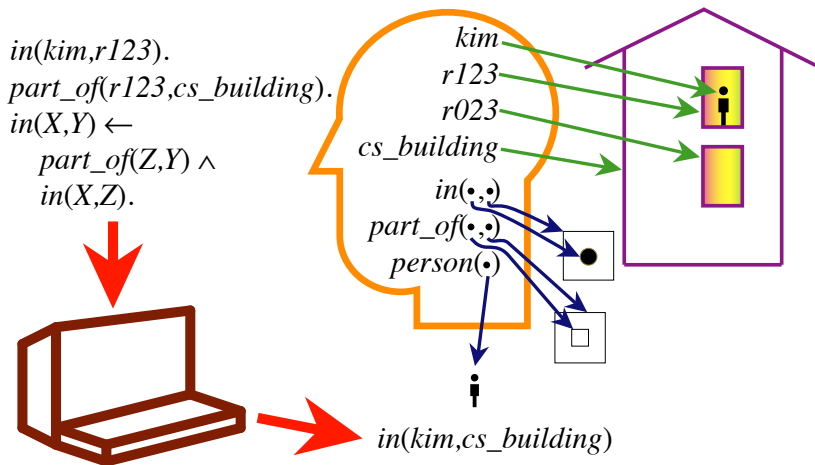 in(kim,r123).
part_of(r123,cs_building).
in(X,Y) ←
part_of(Z,Y) ∧
in(X,Z).
kim
r123
r023
cs_building
in(•,•)
part_of(•,•)
person(•)
in(kim,cs_building)